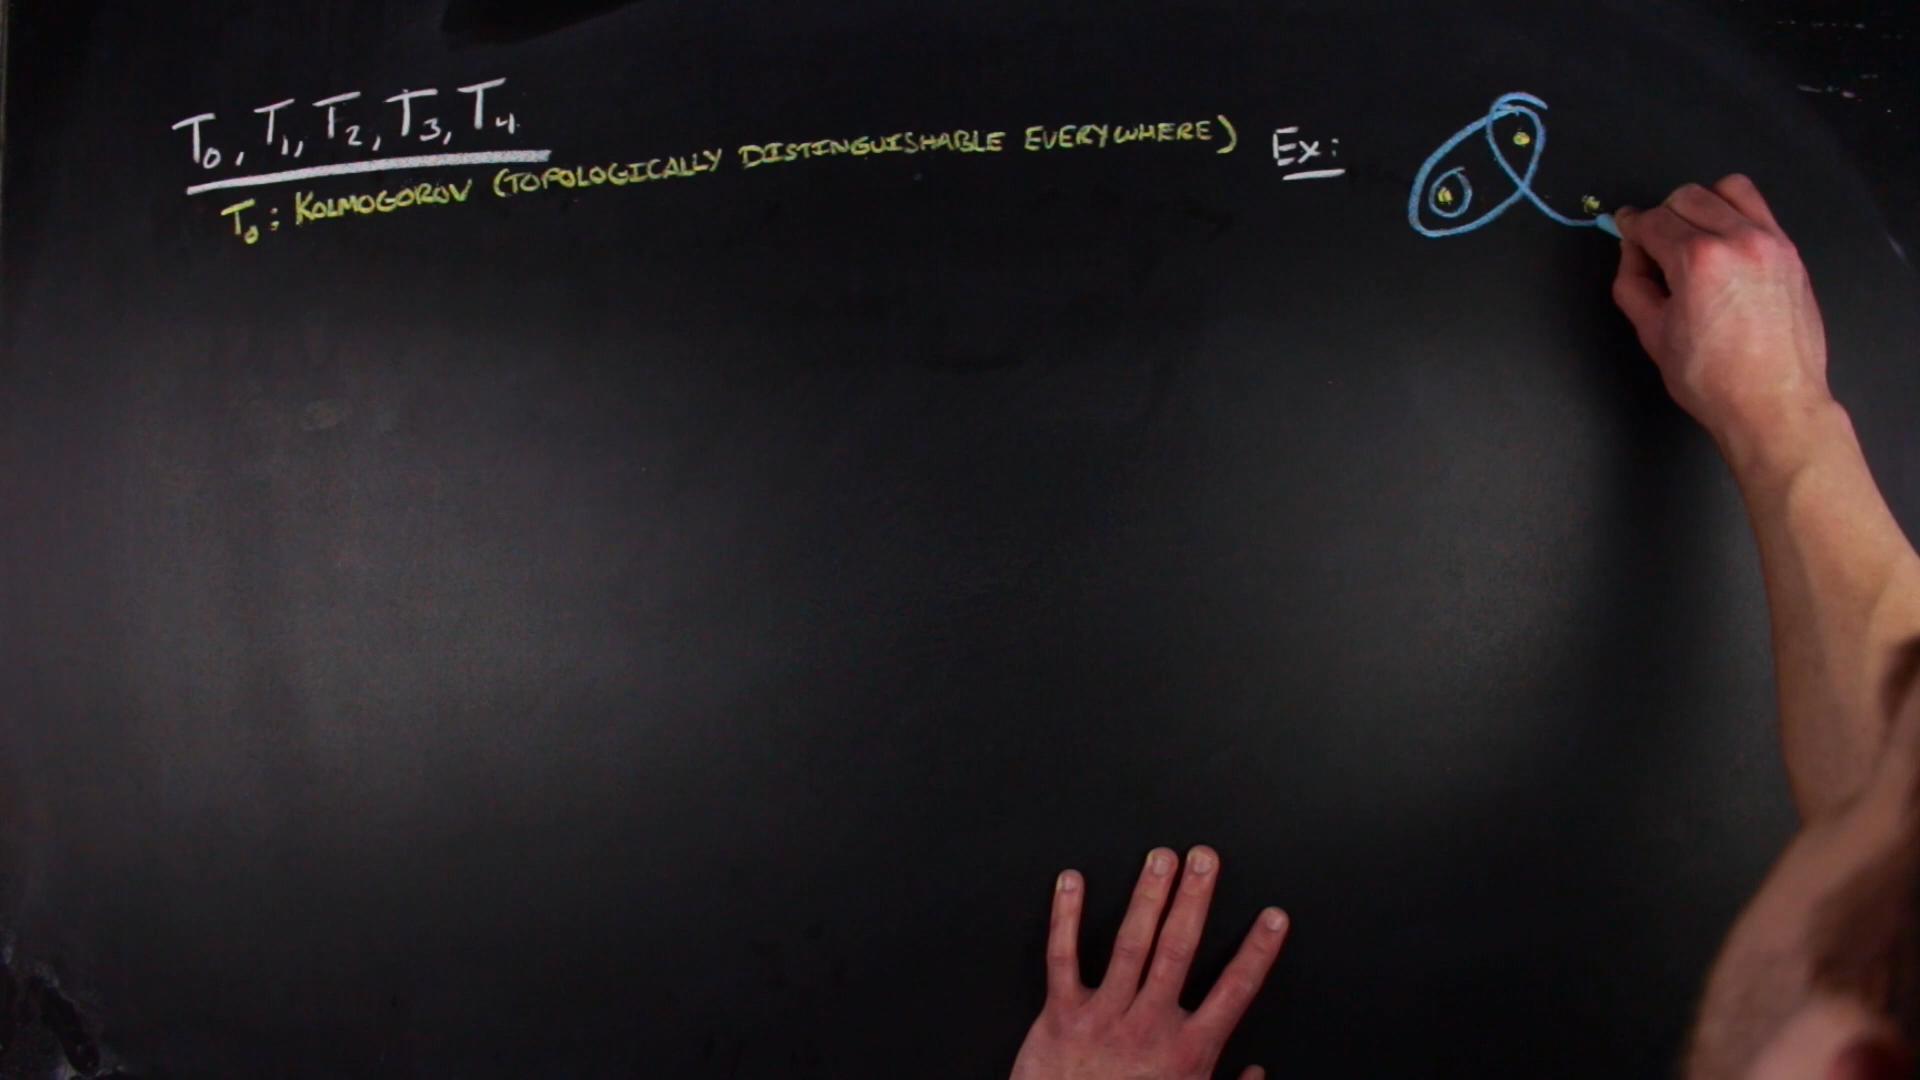 T₀, T₁, T₂, T₃, T₄
T₀: KOLMOGOROV (TOPOLOGICALLY DISTINGUISHABLE EVERYWHERE) Ex: